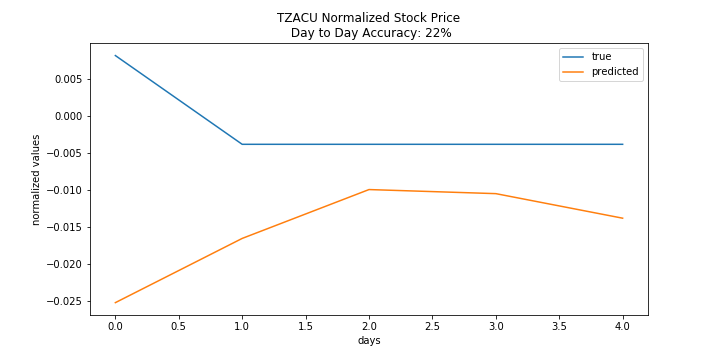 TZACU Normalized Stock Price
Day to Day Accuracy: 22%
true
predicted
normalized values
0.005
0.000
−0.005
−0.010
−0.015
−0.020
−0.025
0.0 0.5 1.0 1.5 2.0 2.5 3.0 3.5 4.0
days